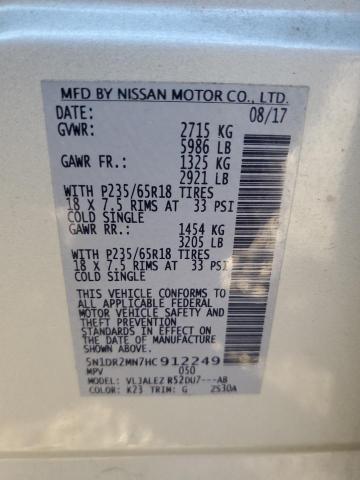 MFD BY NISSAN MOTOR CO., LTD.
DATE: 08/17
GVWR: 2715 KG
5986 LB
GAWR FR.: 1325 KG
2921 LB
WITH P235/65R18 TIRES
18 X 7.5 RIMS AT 33 PSI
COLD SINGLE
GAWR RR.: 1454 KG
3205 LB
WITH P235/65R18 TIRES
18 X 7.5 RIMS AT 33 PSI
COLD SINGLE
THIS VEHICLE CONFORMS TO
ALL APPLICABLE FEDERAL
MOTOR VEHICLE SAFETY AND
THEFT PREVENTION
STANDARDS IN EFFECT ON
THE DATE OF MANUFACTURE
SHOWN ABOVE
5N1DR2MN7HC912249
MPV 050
MODEL: VLJALEZ R52DU7---AB
COLOR: K23 TRIM: G ZS30A